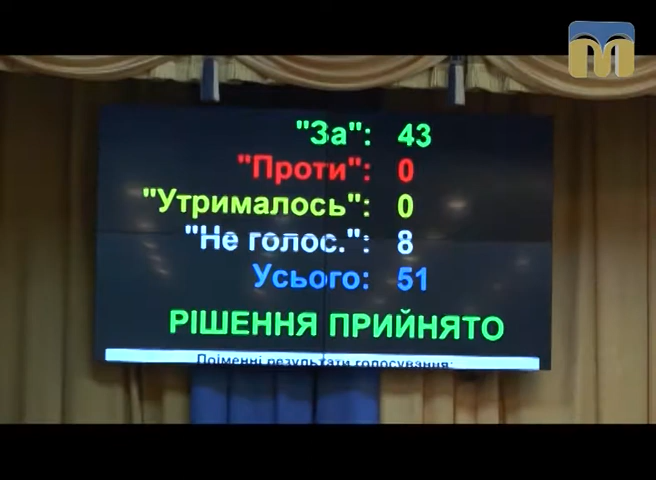 "За": 43
"Проти": 0
"Утрималось": 0
"Не голос.": 8
Усього: 51
РІШЕННЯ ПРИЙНЯТО
Поіменні результати голосування: